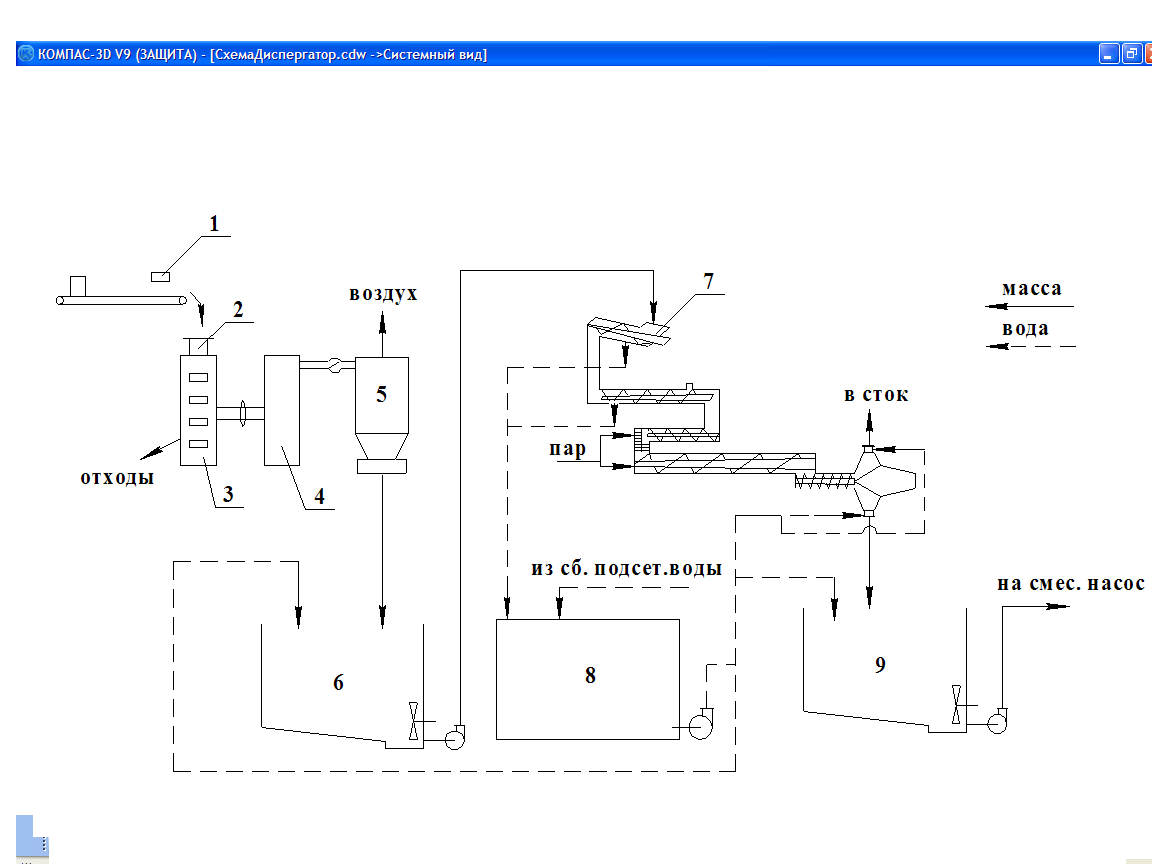 КОМПАС-3D V9 (ЗАЩИТА) - [СхемаДиспергатор.cdw ->Системный вид]
1
2
воздух
7
масса
вода
5
в сток
пар
отходы
3
4
из сб. подсет.воды
на смес. насос
6
8
9